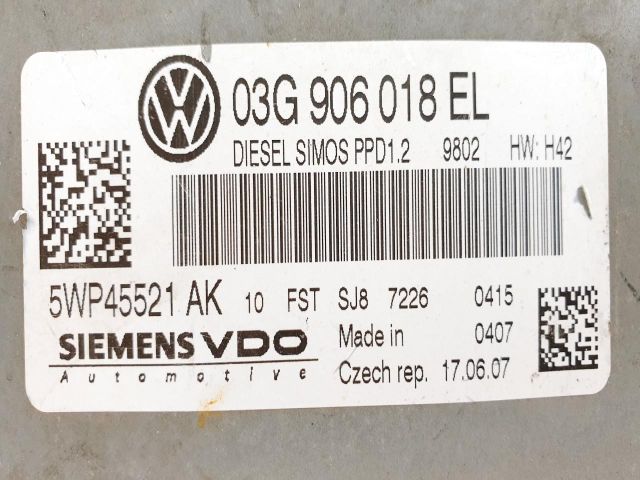 03G 906 018 EL
DIESEL SIMOS PPD1.2 9802 HW: H42
5WP45521 AK 10 FST SJ8 7226 0415
SIEMENS VDO Made in 0407
Automotive Czech rep. 17.06.07